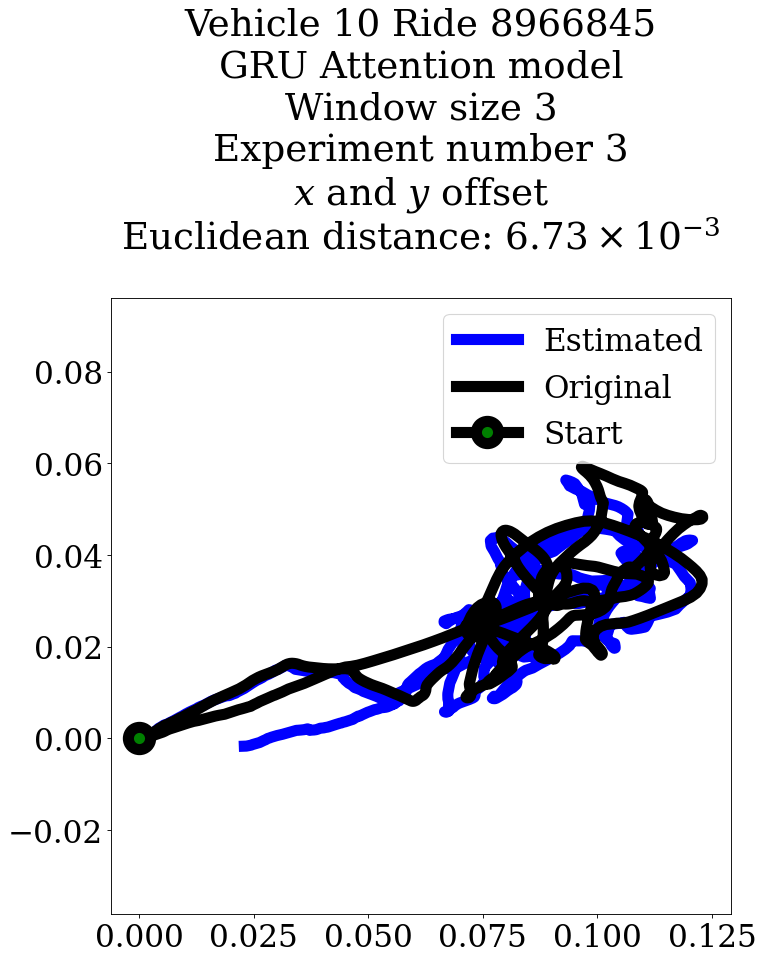 Vehicle 10 Ride 8966845
GRU Attention model
Window size 3
Experiment number 3
x and y offset
Euclidean distance: 6.73 × 10⁻³
Estimated
Original
Start
0.08
0.06
0.04
0.02
0.00
−0.02
0.000 0.025 0.050 0.075 0.100 0.125